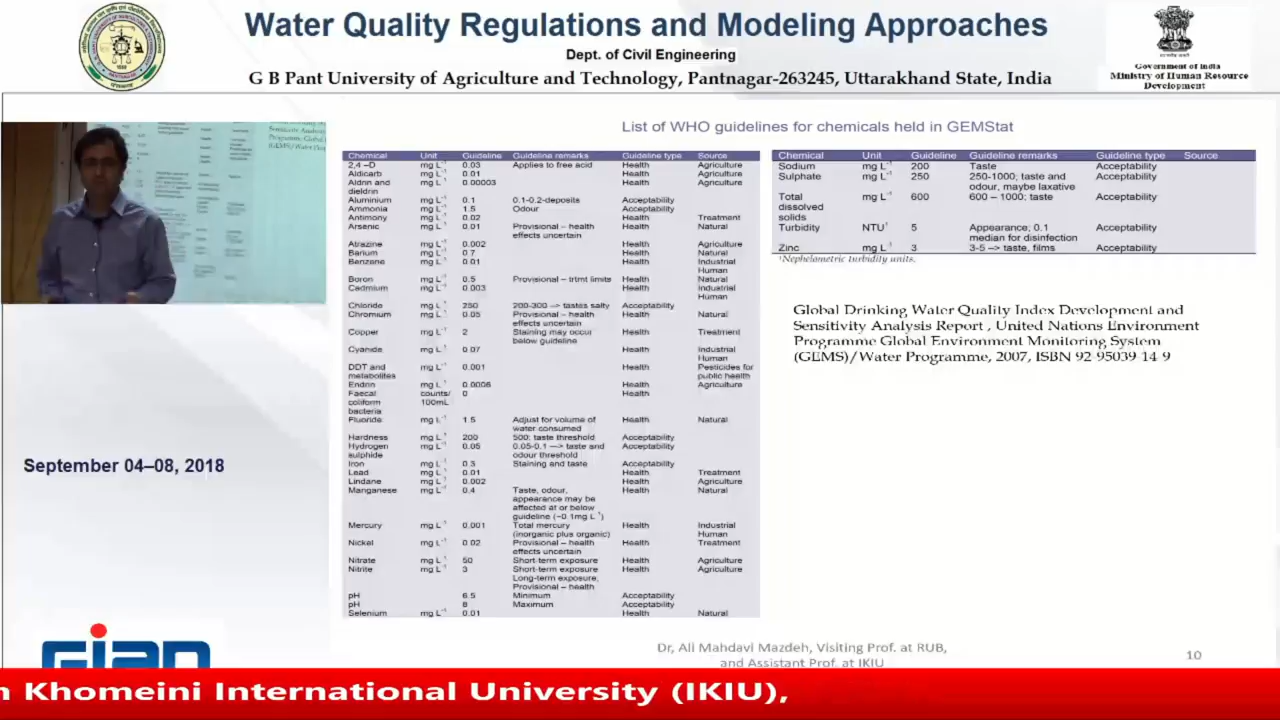 Water Quality Regulations and Modeling Approaches
Dept. of Civil Engineering
G B Pant University of Agriculture and Technology, Pantnagar-263245, Uttarakhand State, India
Government of India
Ministry of Human Resource
Development
List of WHO guidelines for chemicals held in GEMStat
Chemical Unit Guideline Guideline remarks Guideline type Source
2,4 –D mg L⁻¹ 0.03 Applies to free acid Health Agriculture
Aldicarb mg L⁻¹ 0.01 Health Agriculture
Aldrin and mg L⁻¹ 0.00003 Health Agriculture
dieldrin
Aluminium mg L⁻¹ 0.1 0.1-0.2-deposits Acceptability
Ammonia mg L⁻¹ 1.5 Odour Acceptability
Antimony mg L⁻¹ 0.02 Health Treatment
Arsenic mg L⁻¹ 0.01 Provisional – health Health Natural
effects uncertain
Atrazine mg L⁻¹ 0.002 Health Agriculture
Barium mg L⁻¹ 0.7 Health Natural
Benzene mg L⁻¹ 0.01 Health Industrial
Human
Boron mg L⁻¹ 0.5 Provisional – trtmt limits Health Natural
Cadmium mg L⁻¹ 0.003 Health Industrial
Human
Chloride mg L⁻¹ 250 200-300 —> tastes salty Acceptability
Chromium mg L⁻¹ 0.05 Provisional – health Health Natural
effects uncertain
Copper mg L⁻¹ 2 Staining may occur Health Treatment
below guideline
Cyanide mg L⁻¹ 0.07 Health Industrial
Human
DDT and mg L⁻¹ 0.001 Health Pesticides for
metabolites public health
Endrin mg L⁻¹ 0.0006 Health Agriculture
Faecal counts/ 0 Health
coliform 100mL
bacteria
Fluoride mg L⁻¹ 1.5 Adjust for volume of Health Natural
water consumed
Hardness mg L⁻¹ 200 500: taste threshold Acceptability
Hydrogen mg L⁻¹ 0.05 0.05-0.1 —> taste and Acceptability
sulphide odour threshold
Iron mg L⁻¹ 0.3 Staining and taste Acceptability
Lead mg L⁻¹ 0.01 Health Treatment
Lindane mg L⁻¹ 0.002 Health Agriculture
Manganese mg L⁻¹ 0.4 Taste, odour, Health Natural
appearance may be
affected at or below
guideline (~0.1mg L⁻¹)
Mercury mg L⁻¹ 0.001 Total mercury Health Industrial
(inorganic plus organic) Human
Nickel mg L⁻¹ 0.02 Provisional – health Health Treatment
effects uncertain
Nitrate mg L⁻¹ 50 Short-term exposure Health Agriculture
Nitrite mg L⁻¹ 3 Short-term exposure Health Agriculture
Long-term exposure;
Provisional – health
pH 6.5 Minimum Acceptability
pH 8 Maximum Acceptability
Selenium mg L⁻¹ 0.01 Health Natural
Chemical Unit Guideline Guideline remarks Guideline type Source
Sodium mg L⁻¹ 200 Taste Acceptability
Sulphate mg L⁻¹ 250 250-1000; taste and Acceptability
odour, maybe laxative
Total mg L⁻¹ 600 600 – 1000; taste Acceptability
dissolved
solids
Turbidity NTU¹ 5 Appearance; 0.1 Acceptability
median for disinfection
Zinc mg L⁻¹ 3 3-5 —> taste, films Acceptability
¹Nephelometric turbidity units.
Global Drinking Water Quality Index Development and
Sensitivity Analysis Report , United Nations Environment
Programme Global Environment Monitoring System
(GEMS)/Water Programme, 2007, ISBN 92-95039-14-9
September 04–08, 2018
GIAN
Dr, Ali Mahdavi Mazdeh, Visiting Prof. at RUB,
and Assistant Prof. at IKIU
10
Khomeini International University (IKIU),